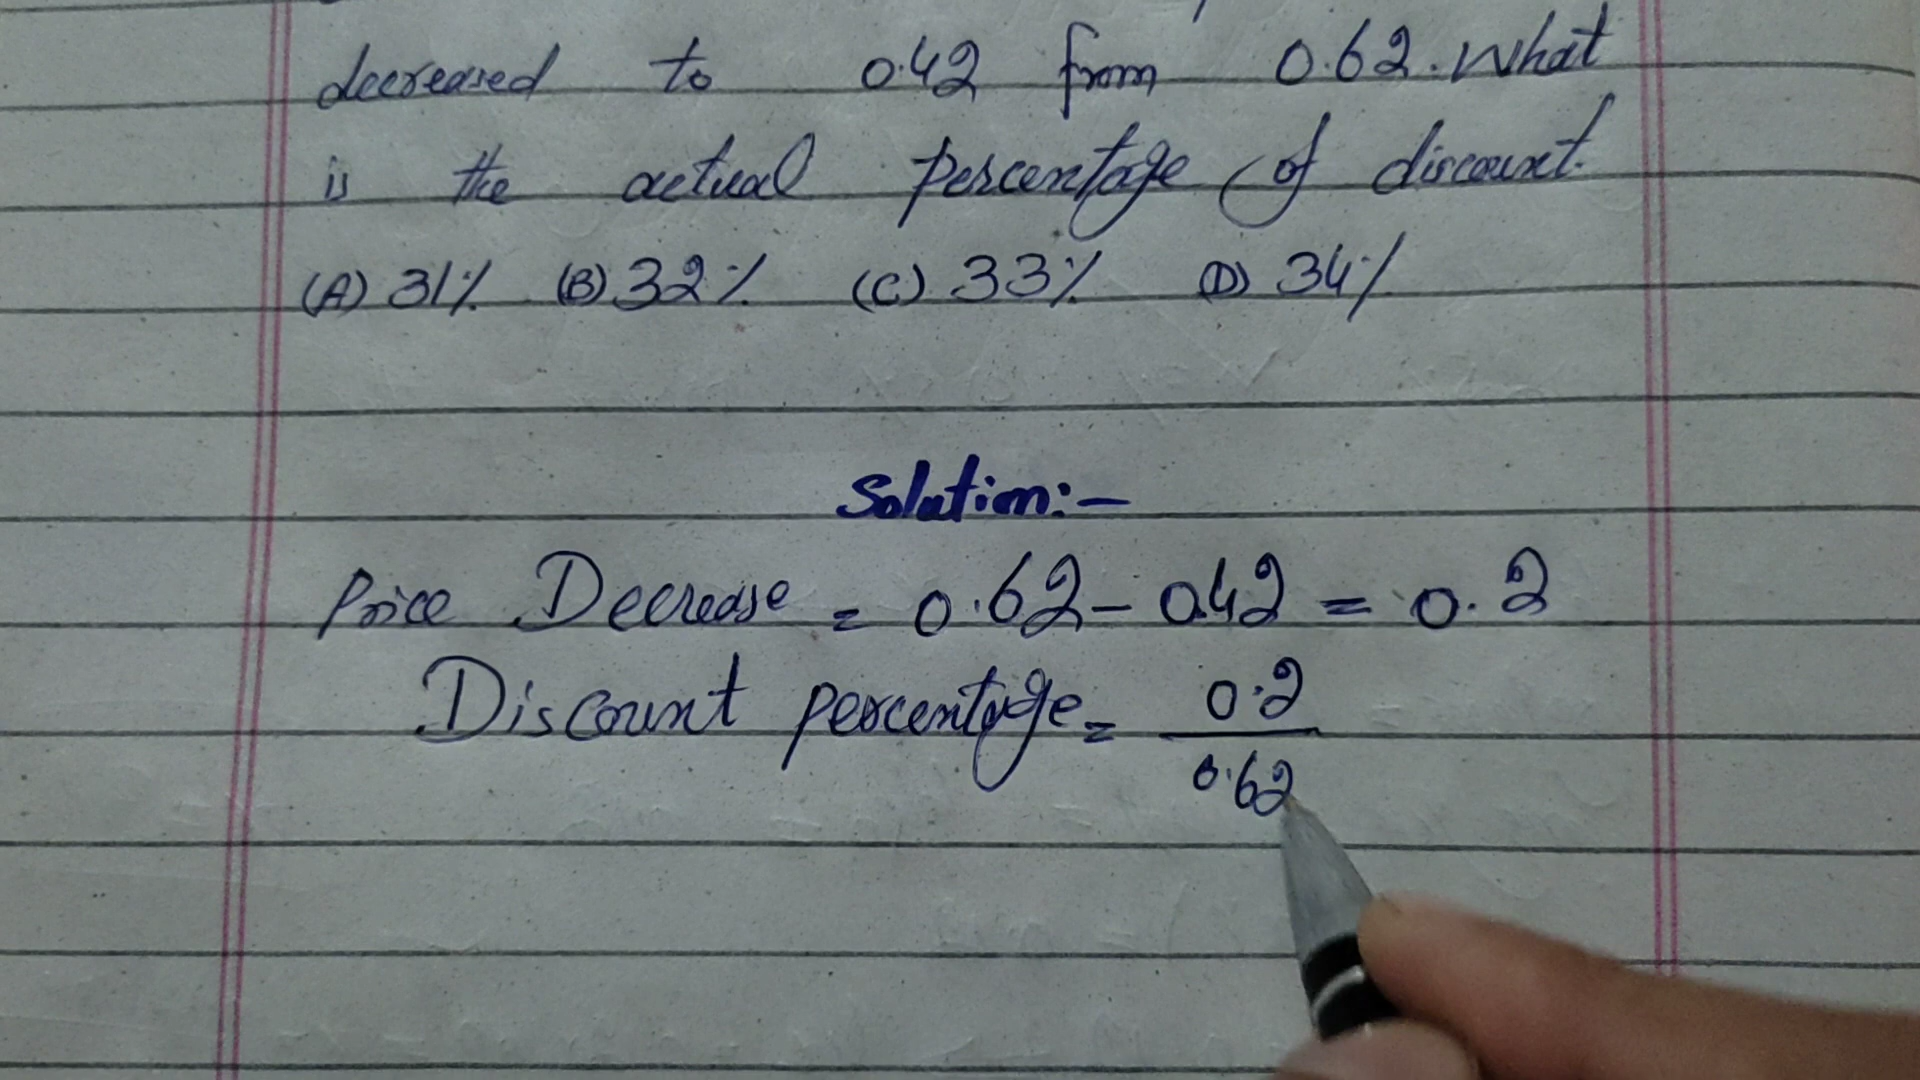 decreased to 0.42 from 0.62. What
is the actual percentage of discount.
(A) 31% (B) 32% (C) 33% (D) 34%
Solution:-
Price Decrease = 0.62 - 0.42 = 0.2
Discount percentage = 0.2
0.62